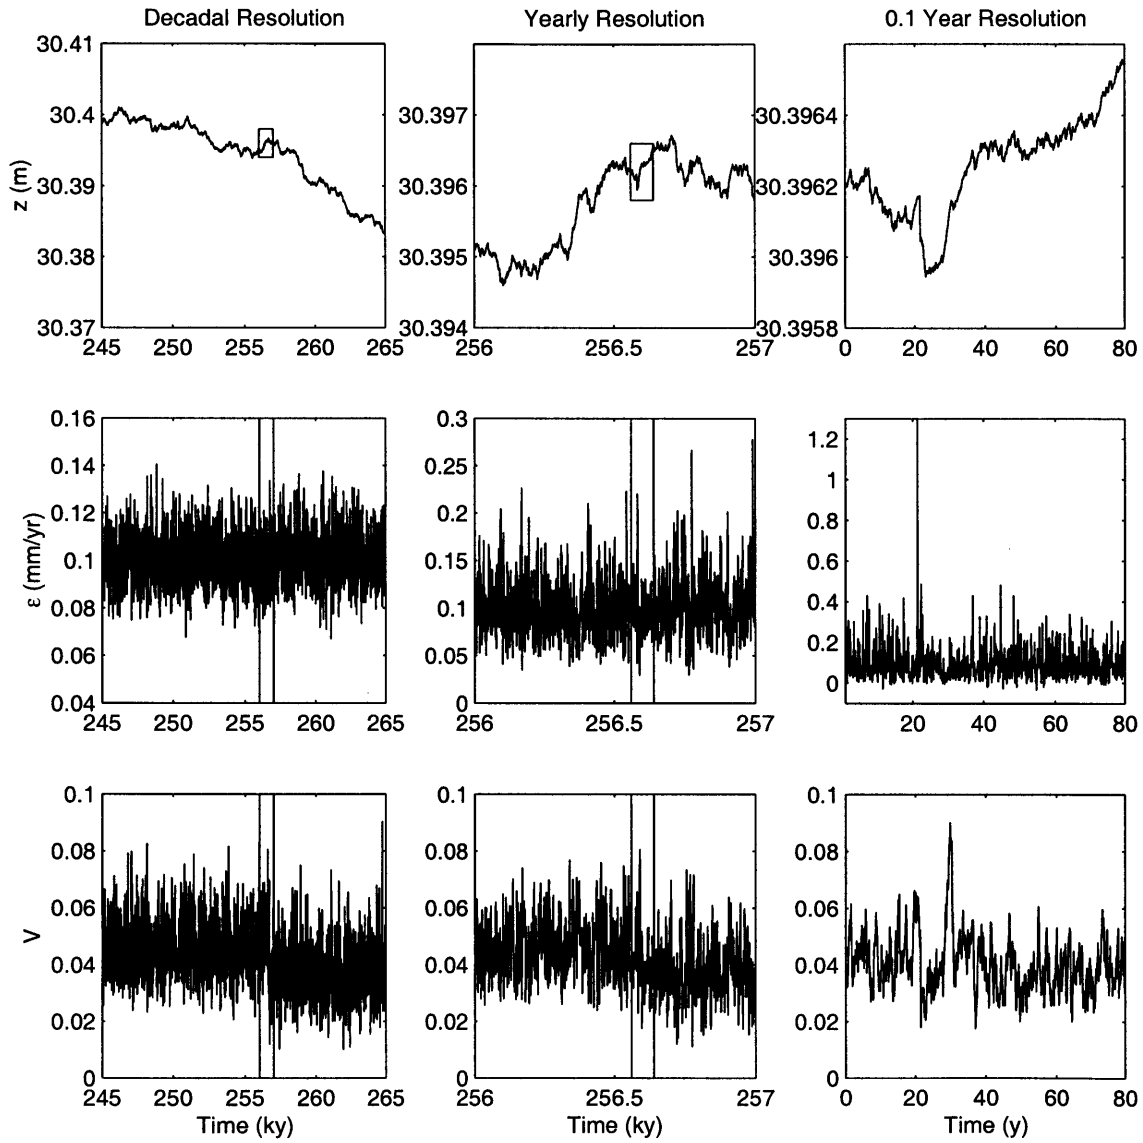 Decadal Resolution
Yearly Resolution
0.1 Year Resolution
30.41
30.4
30.39
30.38
30.37
z (m)
245 250 255 260 265
30.397
30.396
30.395
30.394
256 256.5 257
30.3964
30.3962
30.396
30.3958
0 20 40 60 80
0.16
0.14
0.12
0.1
0.08
0.06
0.04
ε (mm/yr)
245 250 255 260 265
0.3
0.25
0.2
0.15
0.1
0.05
0
256 256.5 257
1.2
1
0.8
0.6
0.4
0.2
0
20 40 60 80
0.1
0.08
0.06
0.04
0.02
0
V
245 250 255 260 265
Time (ky)
0.1
0.08
0.06
0.04
0.02
0
256 256.5 257
Time (ky)
0.1
0.08
0.06
0.04
0.02
0
0 20 40 60 80
Time (y)